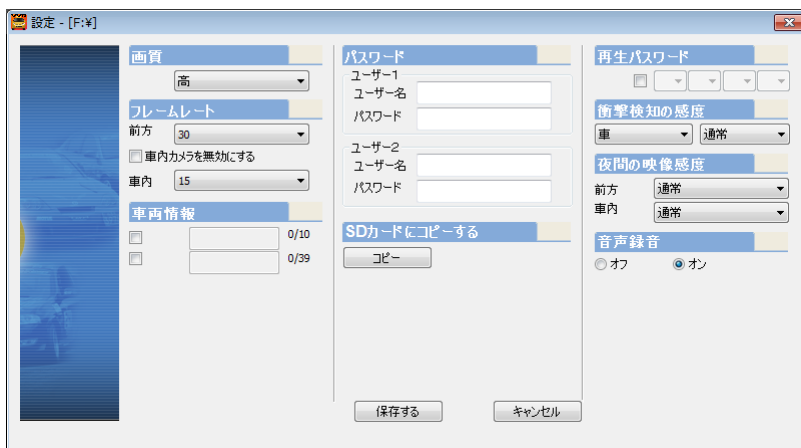 設定 - [F:¥]
画質
高
フレームレート
前方 30
車内カメラを無効にする
車内 15
車両情報
0/10
0/39
パスワード
ユーザー1
ユーザー名
パスワード
ユーザー2
ユーザー名
パスワード
SDカードにコピーする
コピー
再生パスワード
衝撃検知の感度
車 通常
夜間の映像感度
前方 通常
車内 通常
音声録音
オフ オン
保存する キャンセル